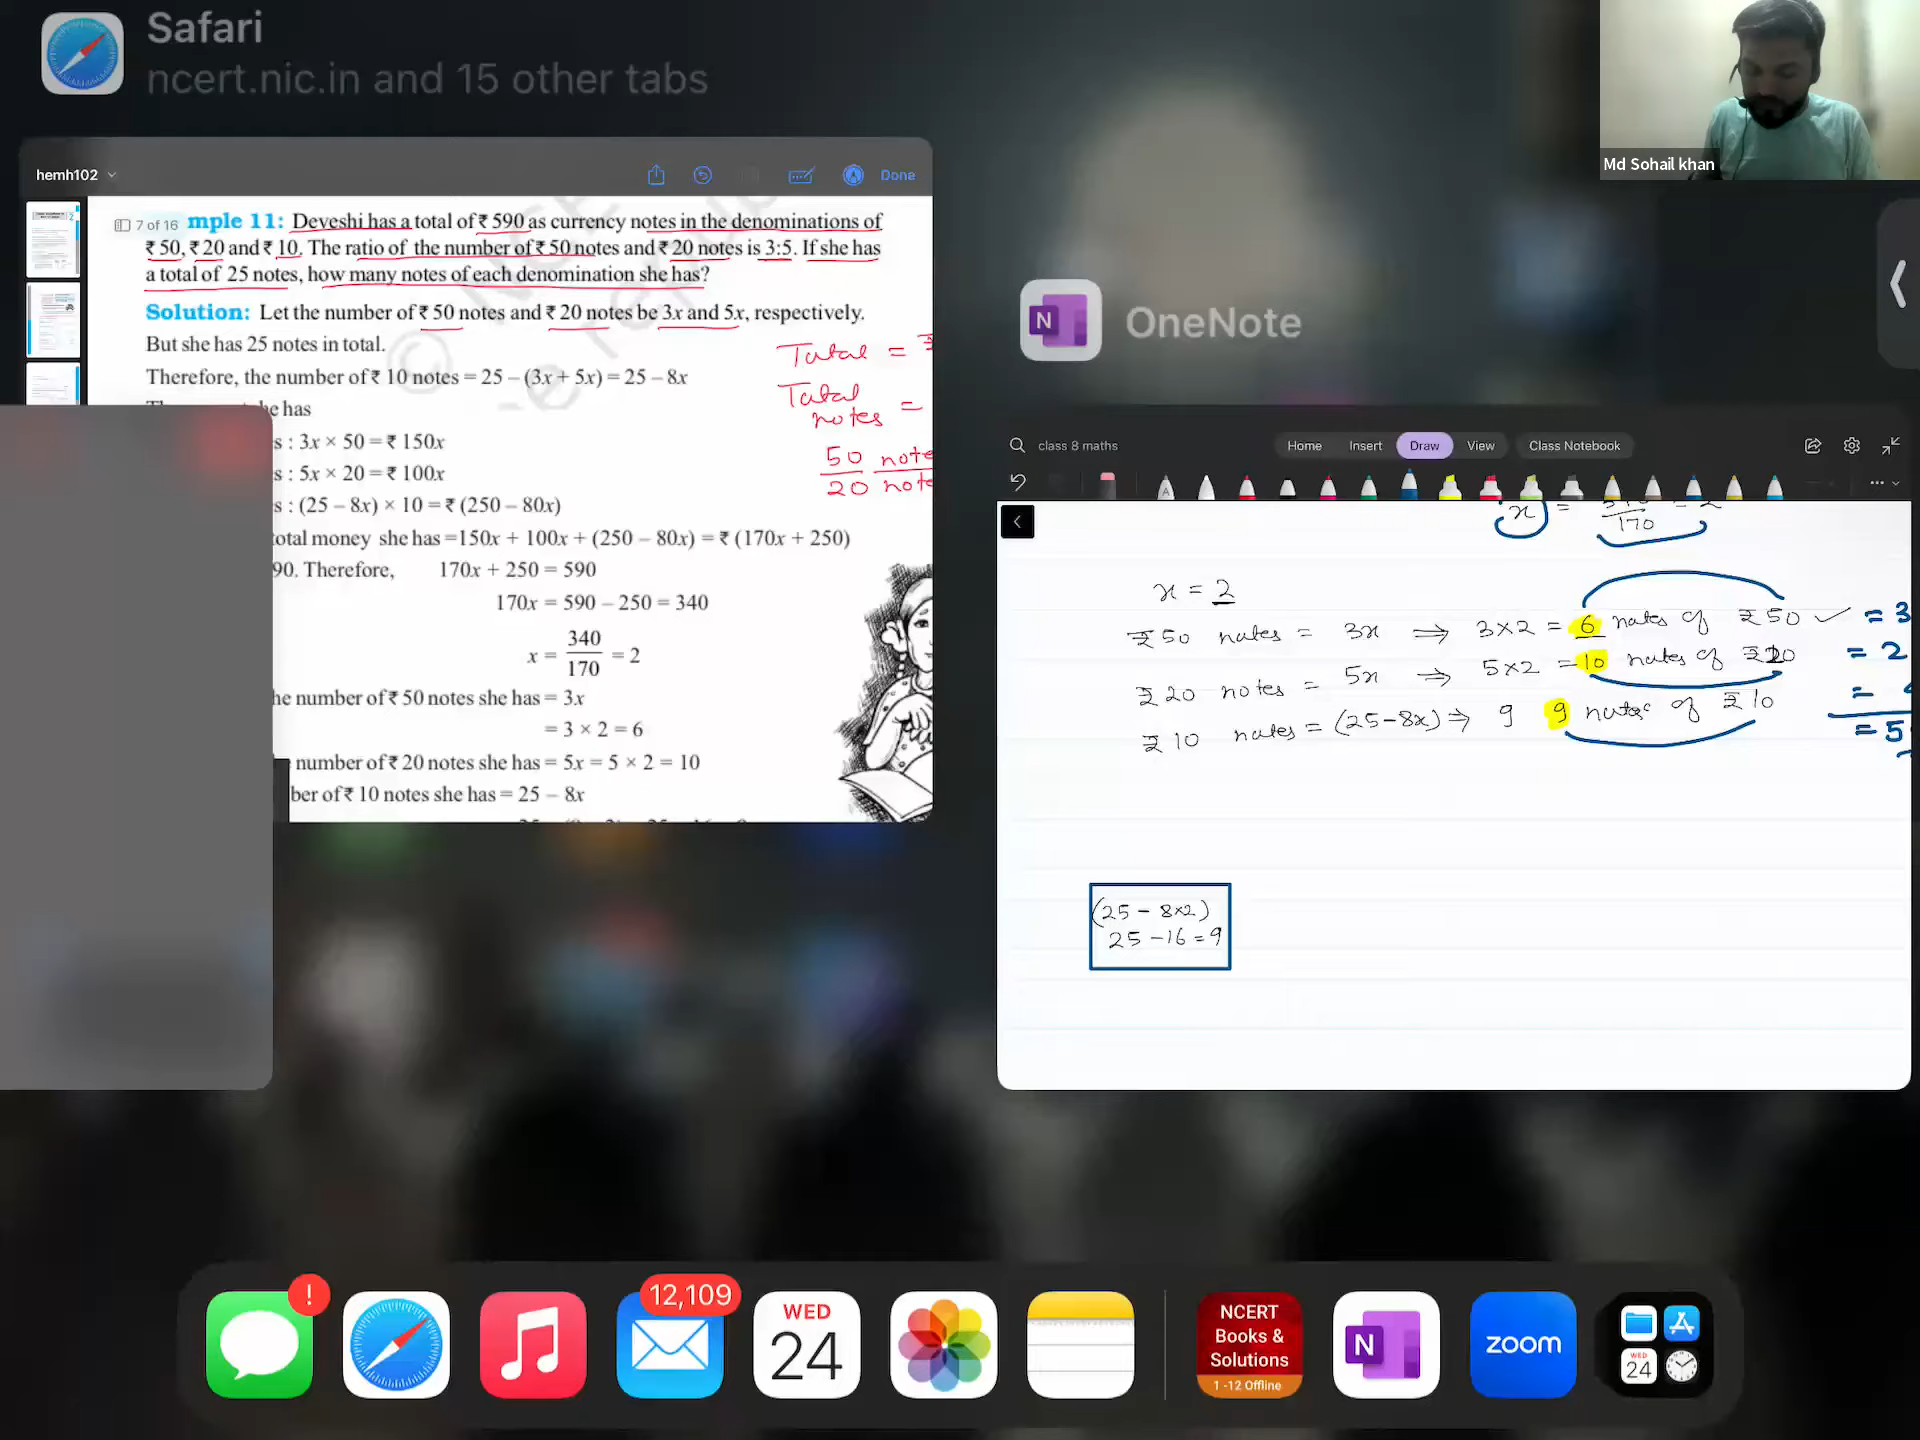 Safari
ncert.nic.in and 15 other tabs
Md Sohail khan
hemh102
Done
7 of 16
mple 11: Deveshi has a total of ₹ 590 as currency notes in the denominations of
₹ 50, ₹ 20 and ₹ 10. The ratio of the number of ₹ 50 notes and ₹ 20 notes is 3:5. If she has
a total of 25 notes, how many notes of each denomination she has?
Solution: Let the number of ₹ 50 notes and ₹ 20 notes be 3x and 5x, respectively.
But she has 25 notes in total.
Therefore, the number of ₹ 10 notes = 25 – (3x + 5x) = 25 – 8x
he has
s : 3x × 50 = ₹ 150x
s : 5x × 20 = ₹ 100x
s : (25 – 8x) × 10 = ₹ (250 – 80x)
total money she has =150x + 100x + (250 – 80x) = ₹ (170x + 250)
90. Therefore, 170x + 250 = 590
170x = 590 – 250 = 340
x = 340/170 = 2
he number of ₹ 50 notes she has = 3x
= 3 × 2 = 6
number of ₹ 20 notes she has = 5x = 5 × 2 = 10
ber of ₹ 10 notes she has = 25 – 8x
Total =
Total
notes =
50 note
20 note
OneNote
class 8 maths
Home Insert Draw View Class Notebook
x = 170
x = 2
₹50 notes = 3x ⇒ 3×2 = 6 notes of ₹50 ✓ = 3
₹20 notes = 5x ⇒ 5×2 = 10 notes of ₹20 = 2
₹10 notes = (25-8x) ⇒ 9 9 notes of ₹10 =
= 5
(25 - 8×2)
25 - 16 = 9
!
12,109
WED
24
NCERT
Books &
Solutions
1 -12 Offline
N
zoom
WED
24